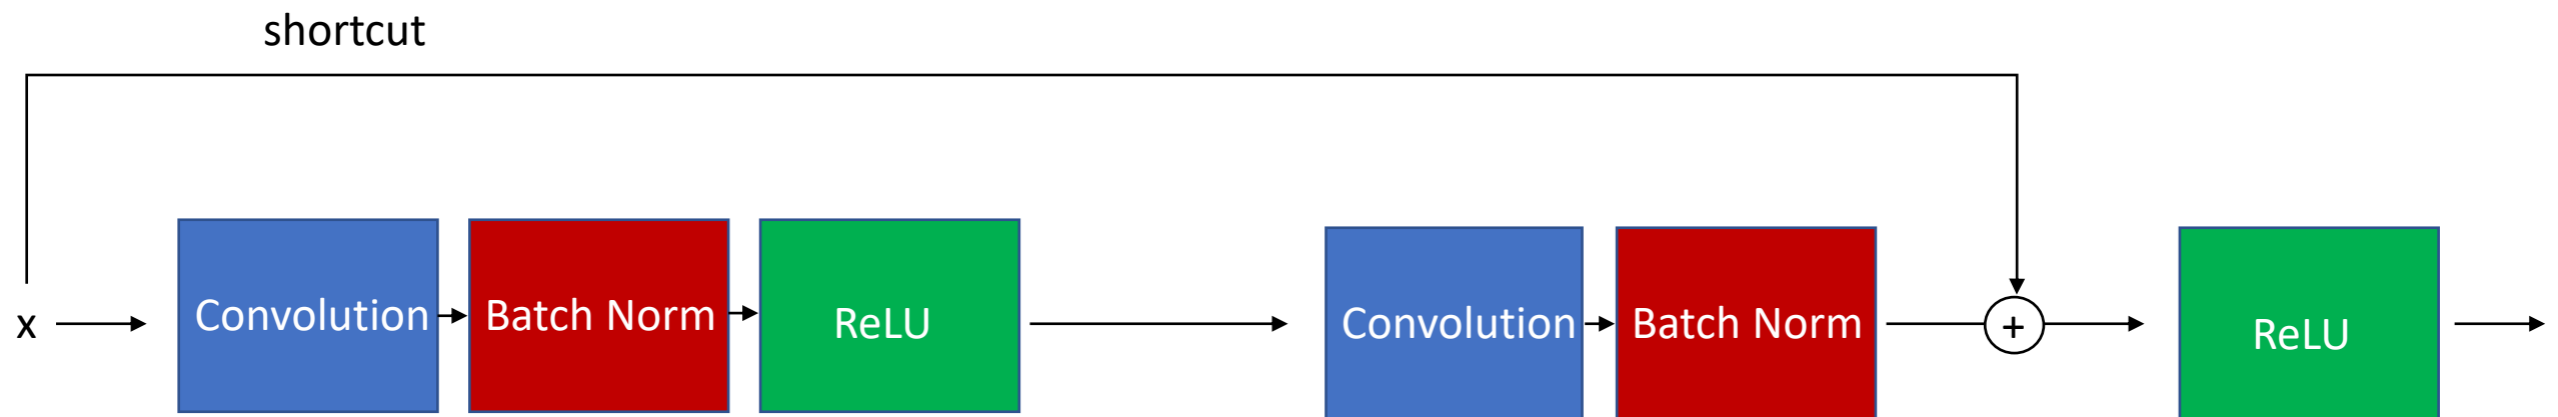 shortcut
x
Convolution
Batch Norm
ReLU
Convolution
Batch Norm
+
ReLU